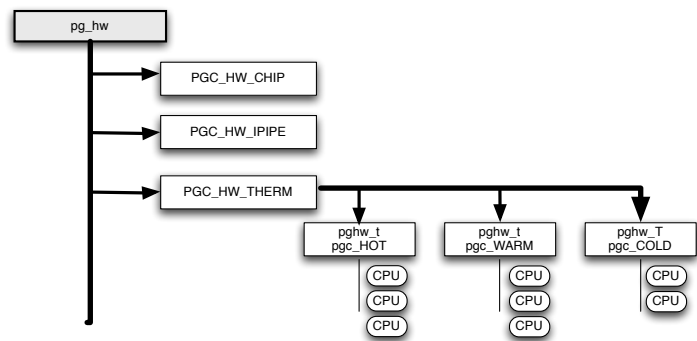 pg_hw
PGC_HW_CHIP
PGC_HW_IPIPE
PGC_HW_THERM
pghw_t
pgc_HOT
pghw_t
pgc_WARM
pghw_T
pgc_COLD
CPU
CPU
CPU
CPU
CPU
CPU
CPU
CPU